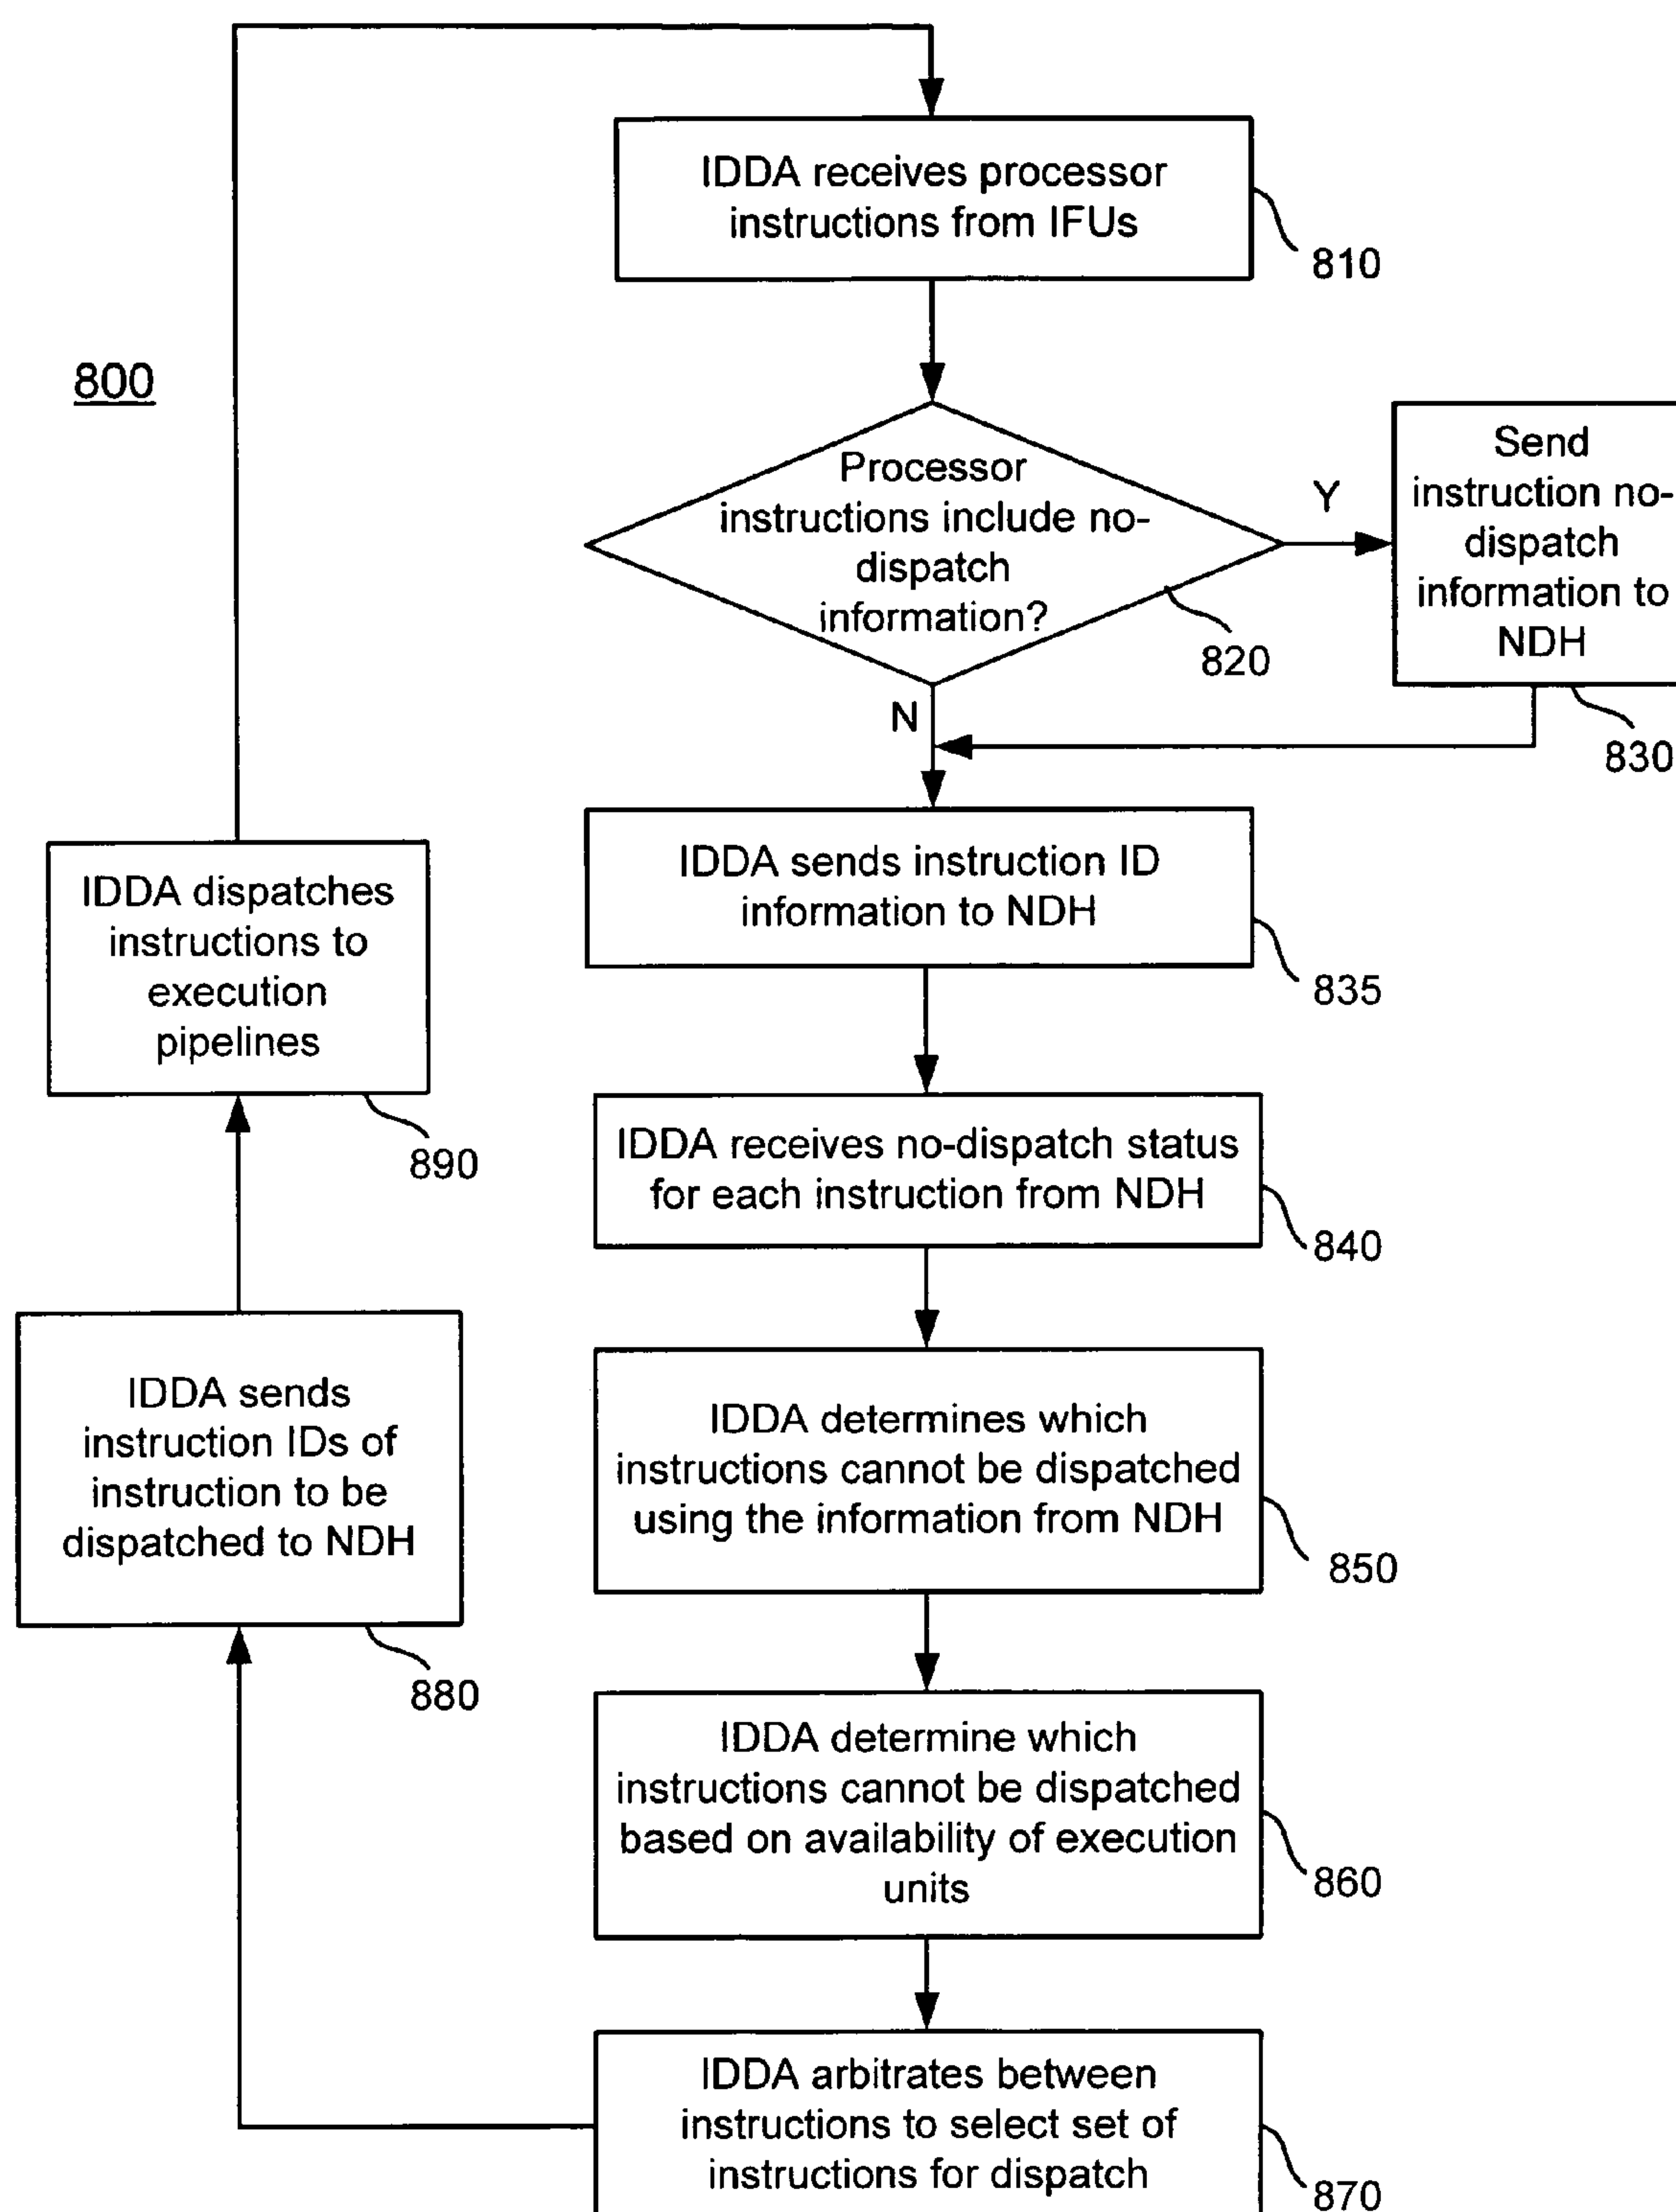 800
IDDA receives processor
instructions from IFUs
810
Processor
instructions include no-
dispatch
information?
820
Y
Send
instruction no-
dispatch
information to
NDH
830
N
IDDA sends instruction ID
information to NDH
835
IDDA receives no-dispatch status
for each instruction from NDH
840
IDDA determines which
instructions cannot be dispatched
using the information from NDH
850
IDDA determine which
instructions cannot be dispatched
based on availability of execution
units
860
IDDA arbitrates between
instructions to select set of
instructions for dispatch
870
IDDA sends
instruction IDs of
instruction to be
dispatched to NDH
880
IDDA dispatches
instructions to
execution
pipelines
890